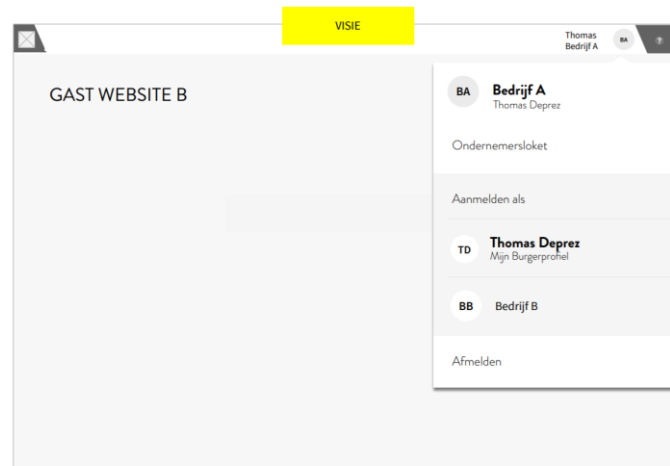 VISIE
Thomas
Bedrijf A
BA
?
GAST WEBSITE B
BA
Bedrijf A
Thomas Deprez
Ondernemersloket
Aanmelden als
TD
Thomas Deprez
Mijn Burgerprofiel
BB
Bedrijf B
Afmelden